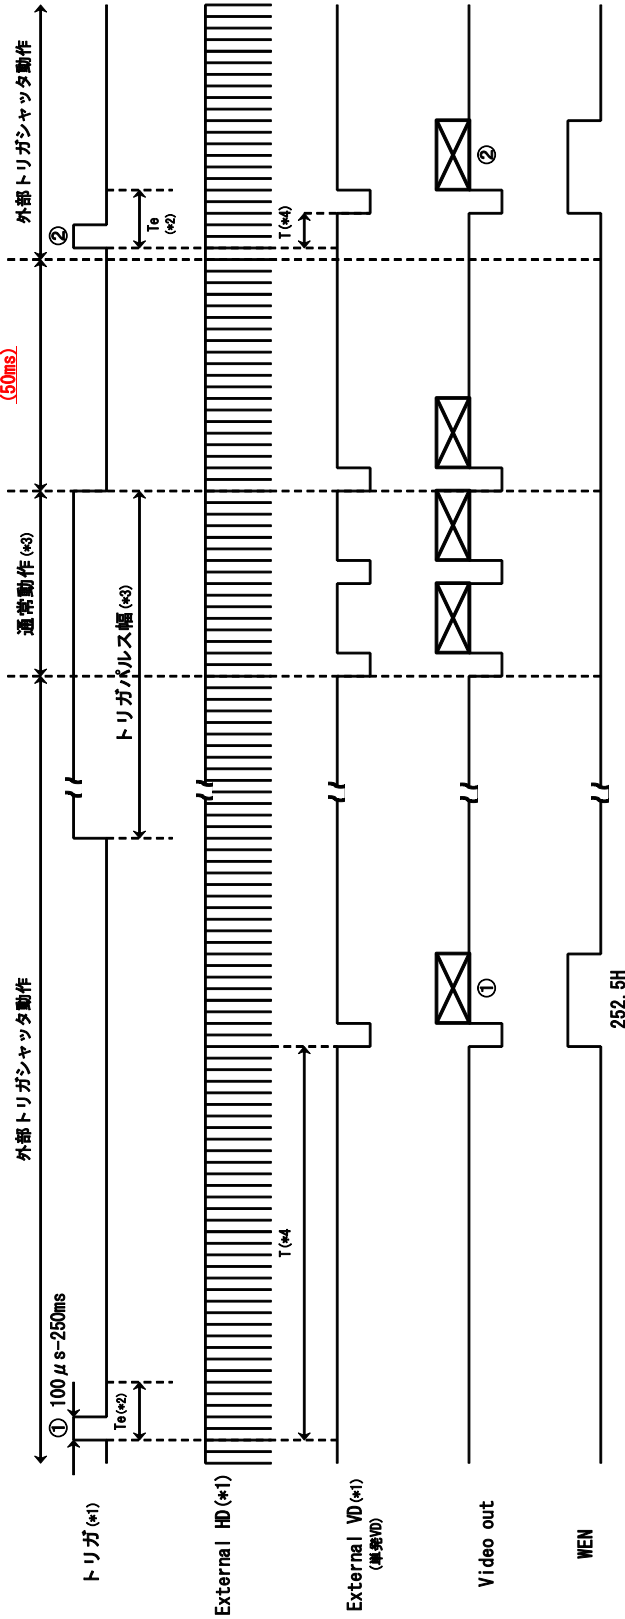 外部トリガシャッタ動作
通常動作(*3)
(50ms)
外部トリガシャッタ動作
トリガ(*1)
① 100μs-250ms
Te(*2)
トリガパルス幅(*3)
②
Te
(*2)
External HD(*1)
T(*4
T(*4)
External VD(*1)
(単発VD)
Video out
①
②
WEN
252.5H